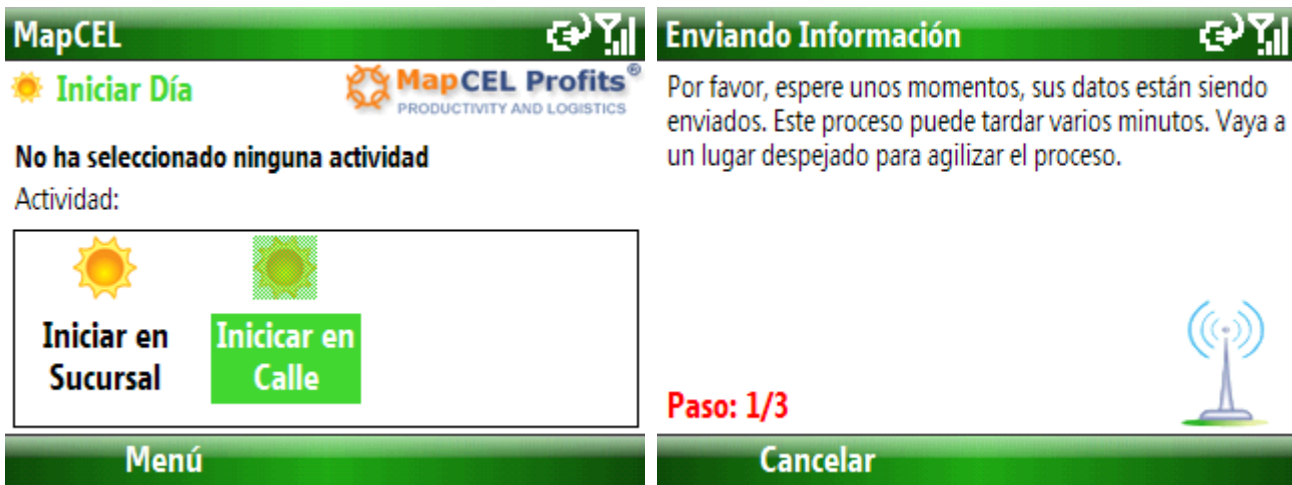 MapCEL
Iniciar Día
MapCEL Profits®
PRODUCTIVITY AND LOGISTICS
No ha seleccionado ninguna actividad
Actividad:
Iniciar en
Sucursal
Inicicar en
Calle
Menú
Enviando Información
Por favor, espere unos momentos, sus datos están siendo
enviados. Este proceso puede tardar varios minutos. Vaya a
un lugar despejado para agilizar el proceso.
Paso: 1/3
Cancelar